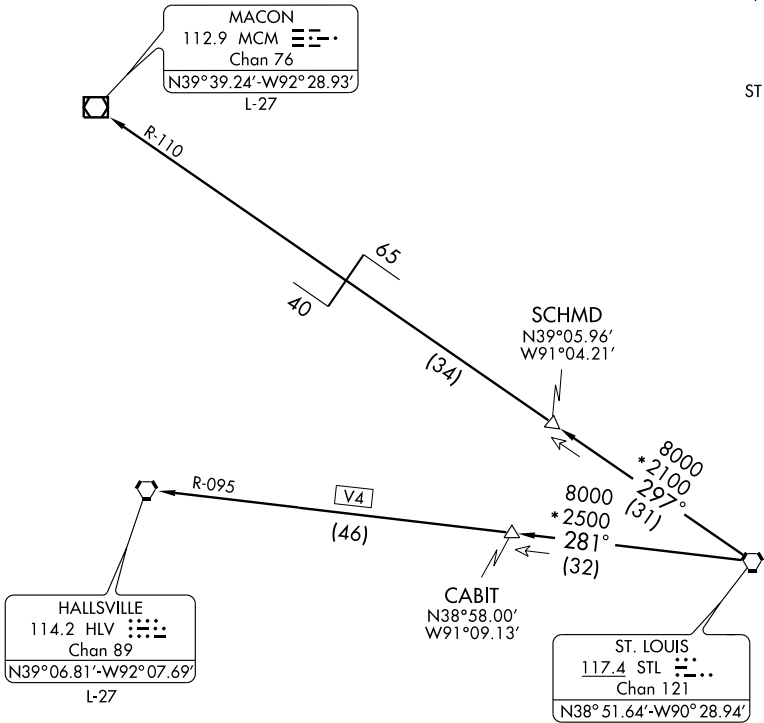 MACON
112.9 MCM
Chan 76
N39°39.24'-W92°28.93'
L-27
ST
R-110
65
40
SCHMD
N39°05.96'
W91°04.21'
(34)
8000
*2100
297°
(31)
R-095
V4
(46)
8000
*2500
281°
(32)
CABIT
N38°58.00'
W91°09.13'
HALLSVILLE
114.2 HLV
Chan 89
N39°06.81'-W92°07.69'
L-27
ST. LOUIS
117.4 STL
Chan 121
N38°51.64'-W90°28.94'